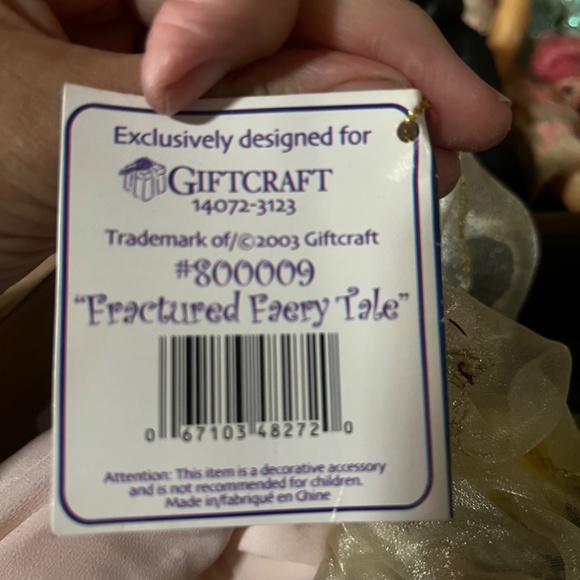 Exclusively designed for
GIFTCRAFT
14072-3123
Trademark of/©2003 Giftcraft
#800009
“Fractured Faery Tale”
0 67103 48272 0
Attention: This item is a decorative accessory
and is not recommended for children.
Made in/fabriqué en Chine